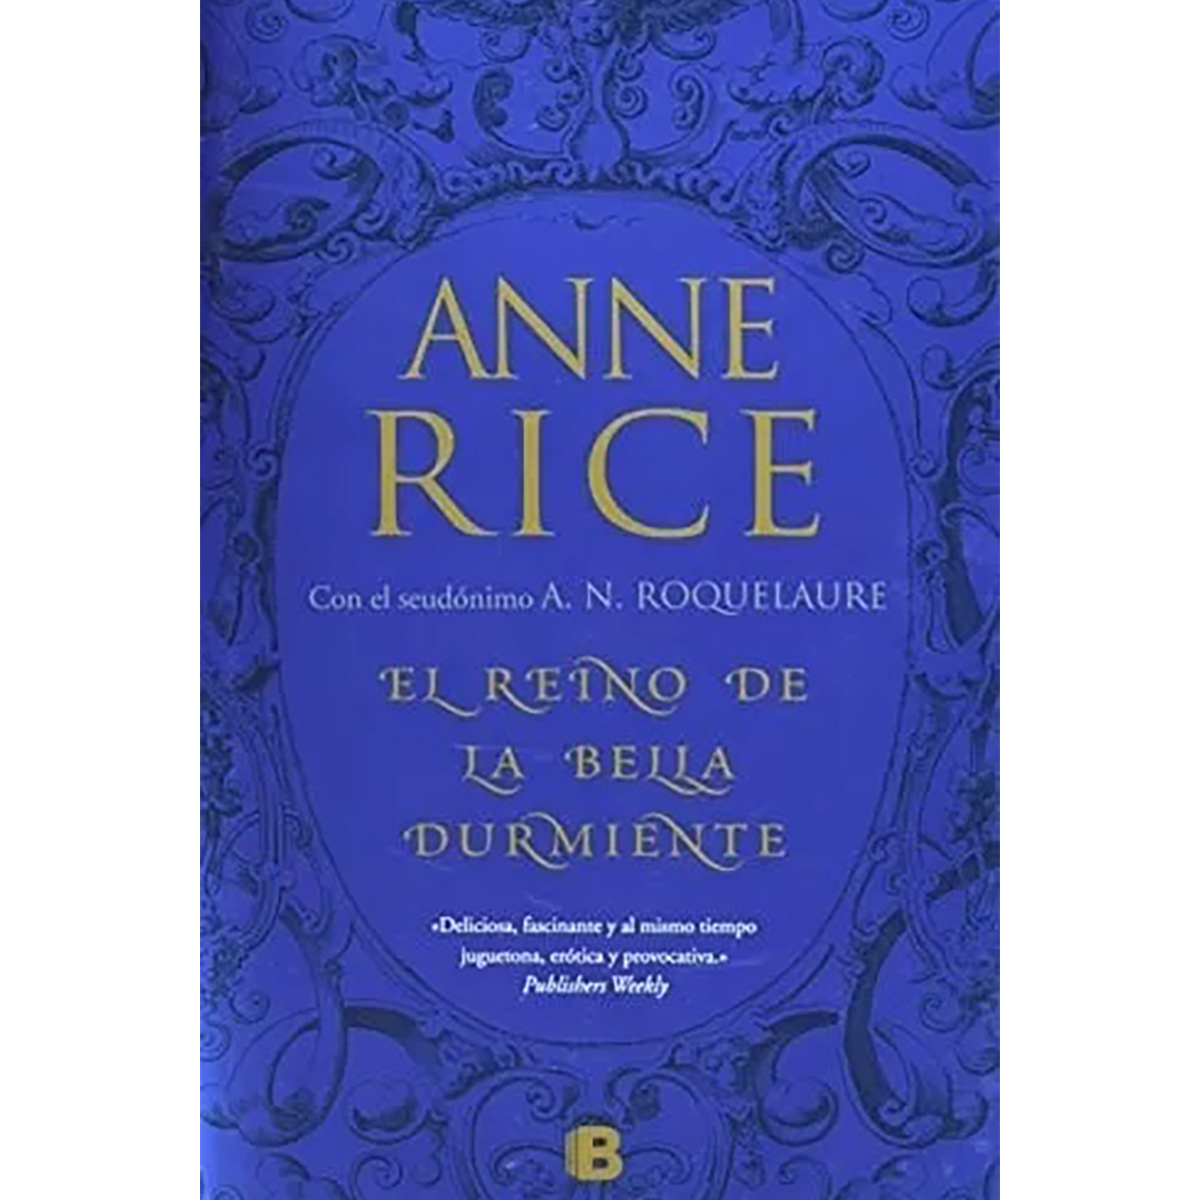 ANNE
RICE
Con el seudónimo A. N. ROQUELAURE
EL REINO DE
LA BELLA
DURMIENTE
«Deliciosa, fascinante y al mismo tiempo
juguetona, erótica y provocativa.»
Publishers Weekly
B